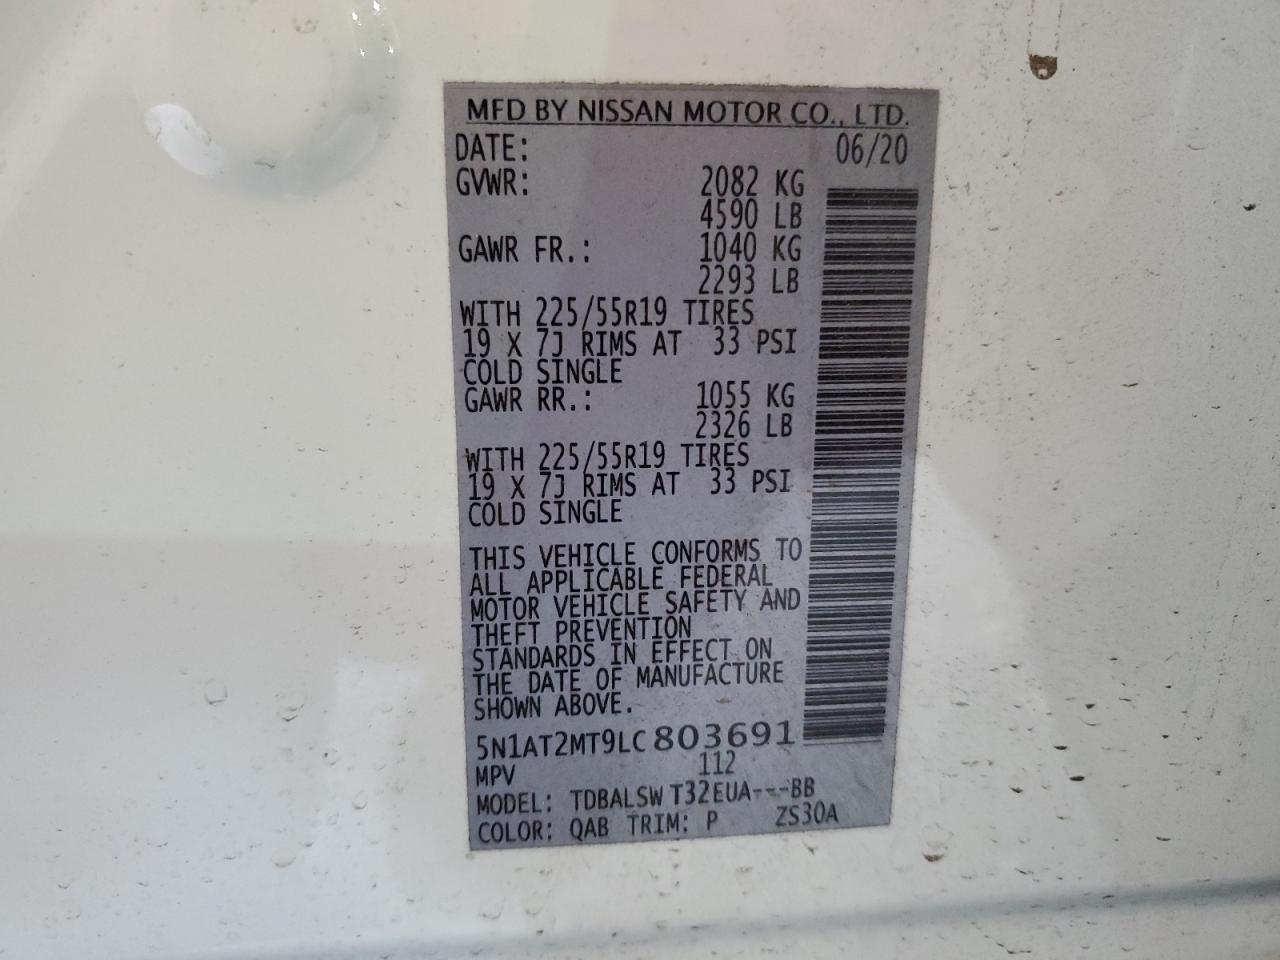 MFD BY NISSAN MOTOR CO., LTD.
DATE: 06/20
GVWR: 2082 KG
4590 LB
GAWR FR.: 1040 KG
2293 LB
WITH 225/55R19 TIRES
19 X 7J RIMS AT 33 PSI
COLD SINGLE
GAWR RR.: 1055 KG
2326 LB
WITH 225/55R19 TIRES
19 X 7J RIMS AT 33 PSI
COLD SINGLE
THIS VEHICLE CONFORMS TO
ALL APPLICABLE FEDERAL
MOTOR VEHICLE SAFETY AND
THEFT PREVENTION
STANDARDS IN EFFECT ON
THE DATE OF MANUFACTURE
SHOWN ABOVE.
5N1AT2MT9LC803691
MPV 112
MODEL: TDBALSW T32EUA---BB
COLOR: QAB TRIM: P ZS30A